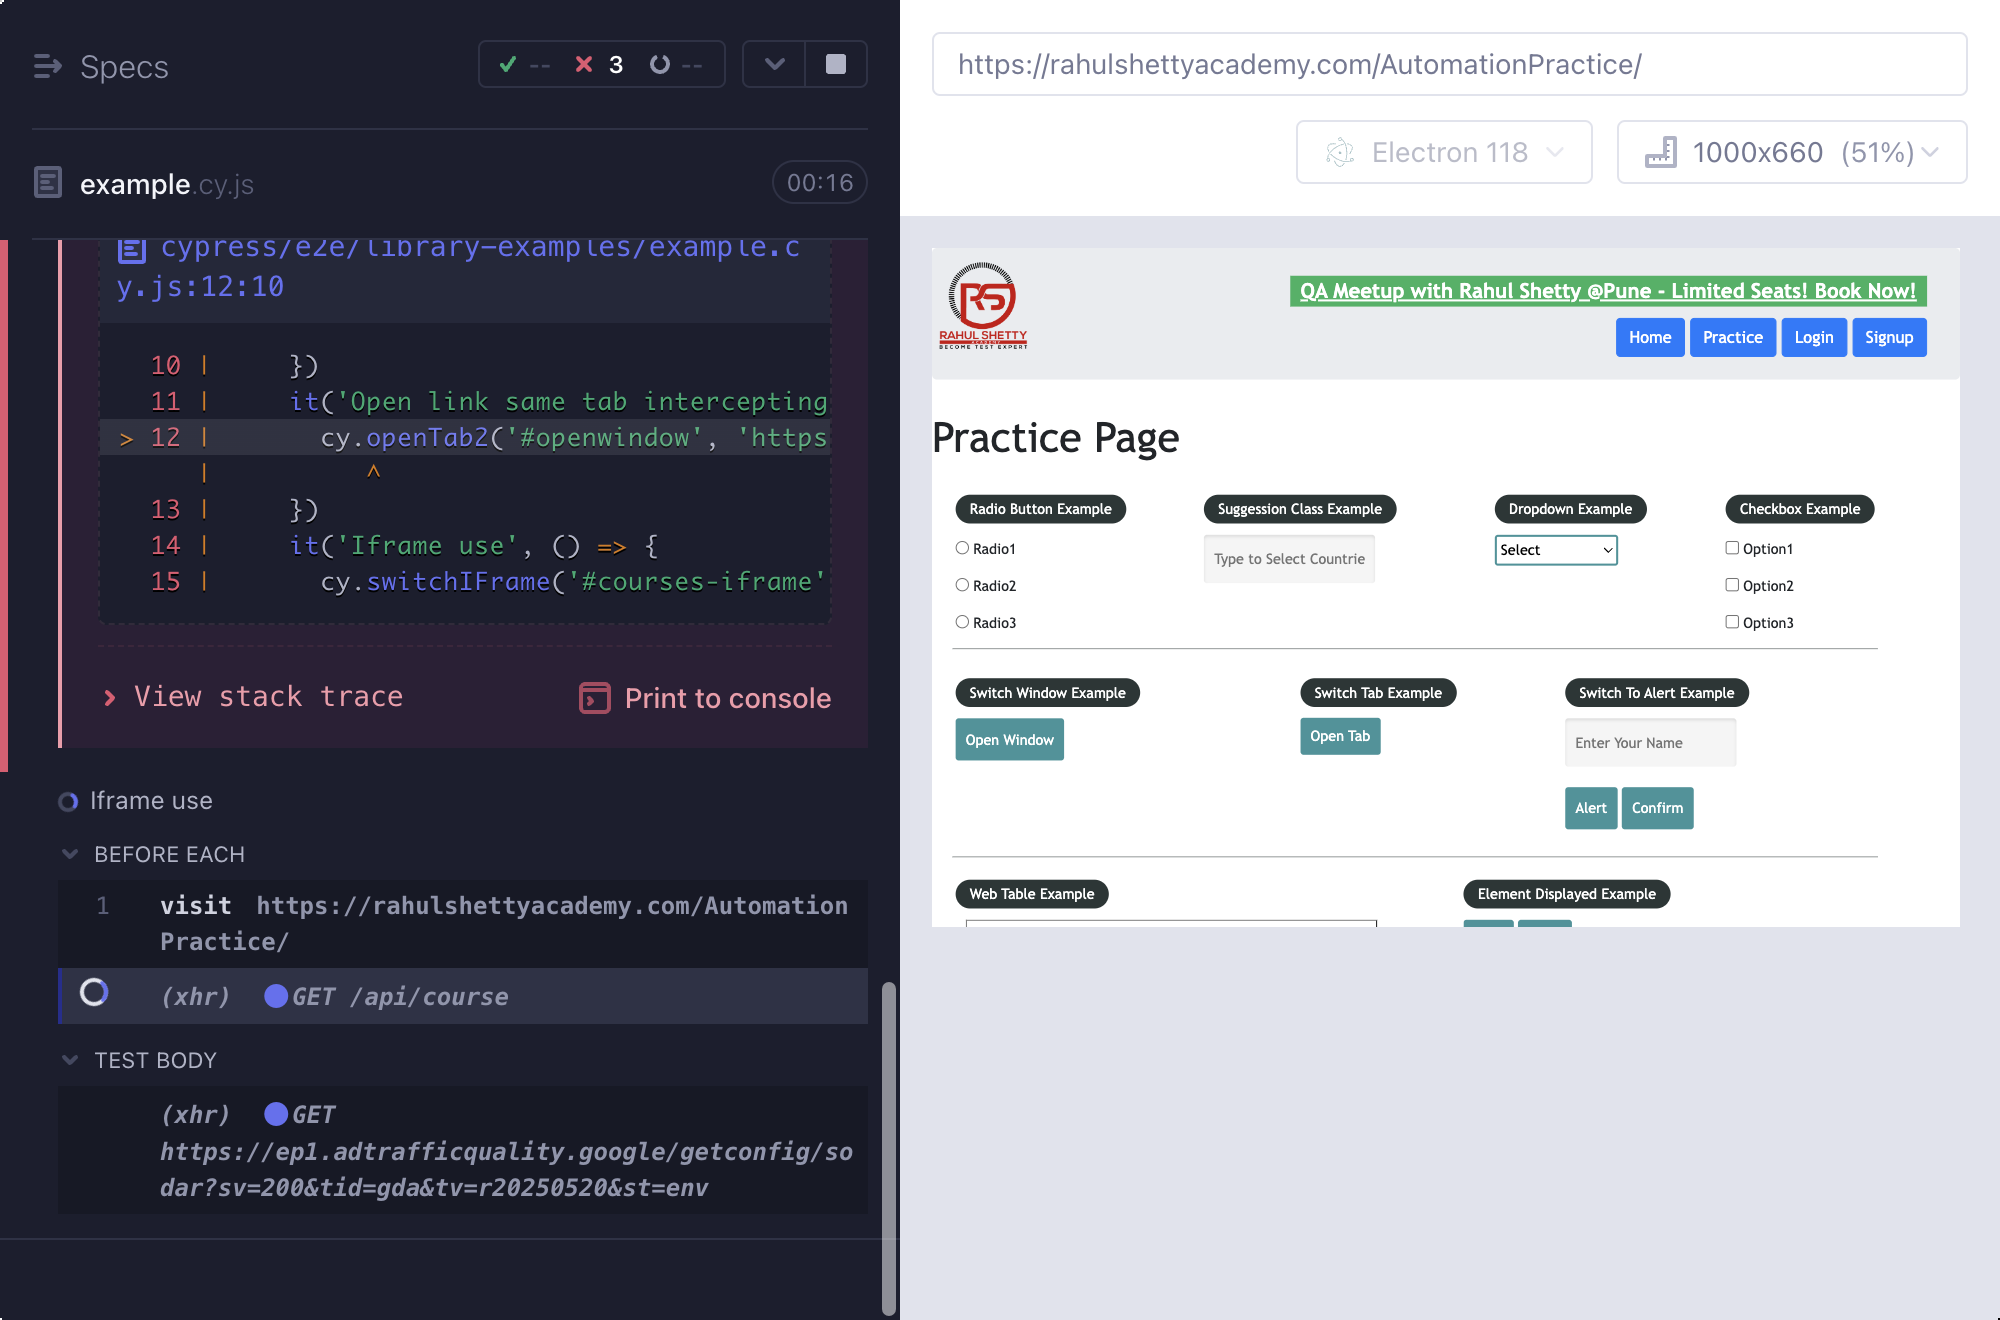 Specs
-- 3 --
example.cy.js
00:16
cypress/e2e/library-examples/example.c
y.js:12:10
10 |     })
11 |     it('Open link same tab intercepting
> 12 |       cy.openTab2('#openwindow', 'https
|          ^
13 |     })
14 |     it('Iframe use', () => {
15 |       cy.switchIFrame('#courses-iframe'
View stack trace
Print to console
Iframe use
BEFORE EACH
1 visit https://rahulshettyacademy.com/Automation
Practice/
(xhr) GET /api/course
TEST BODY
(xhr) GET
https://ep1.adtrafficquality.google/getconfig/so
dar?sv=200&tid=gda&tv=r20250520&st=env
https://rahulshettyacademy.com/AutomationPractice/
Electron 118
1000x660 (51%)
RS
RAHUL SHETTY
ACADEMY
BECOME TEST EXPERT
QA Meetup with Rahul Shetty @Pune - Limited Seats! Book Now!
Home Practice Login Signup
Practice Page
Radio Button Example
Radio1
Radio2
Radio3
Suggession Class Example
Type to Select Countrie
Dropdown Example
Select
Checkbox Example
Option1
Option2
Option3
Switch Window Example
Open Window
Switch Tab Example
Open Tab
Switch To Alert Example
Enter Your Name
Alert Confirm
Web Table Example
Element Displayed Example